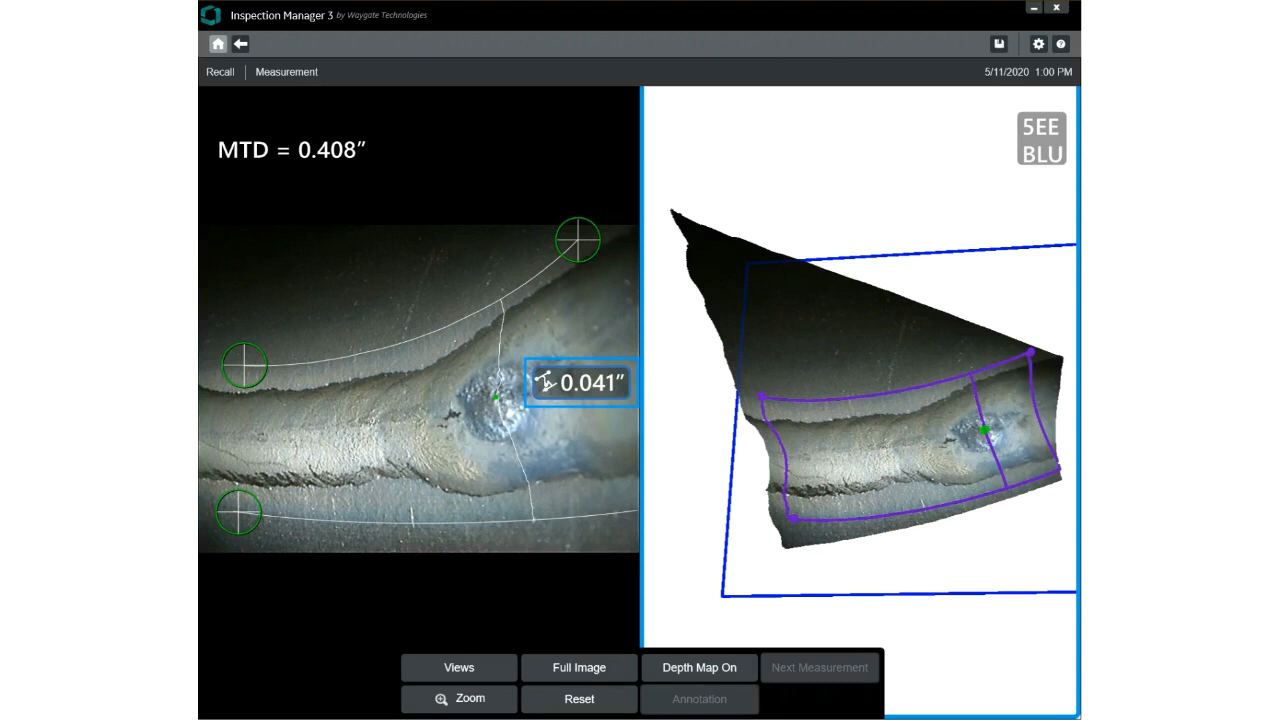 Inspection Manager 3 by Waygate Technologies
Recall Measurement 5/11/2020 1:00 PM
MTD = 0.408"
5EE
BLU
0.041"
Views Full Image Depth Map On Next Measurement
Zoom Reset Annotation